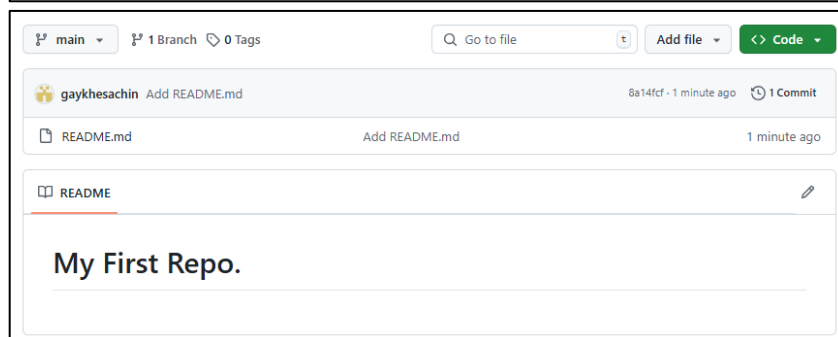 main 1 Branch 0 Tags Go to file t Add file <> Code
gaykhesachin Add README.md 8a14fcf · 1 minute ago 1 Commit
README.md Add README.md 1 minute ago
README
My First Repo.